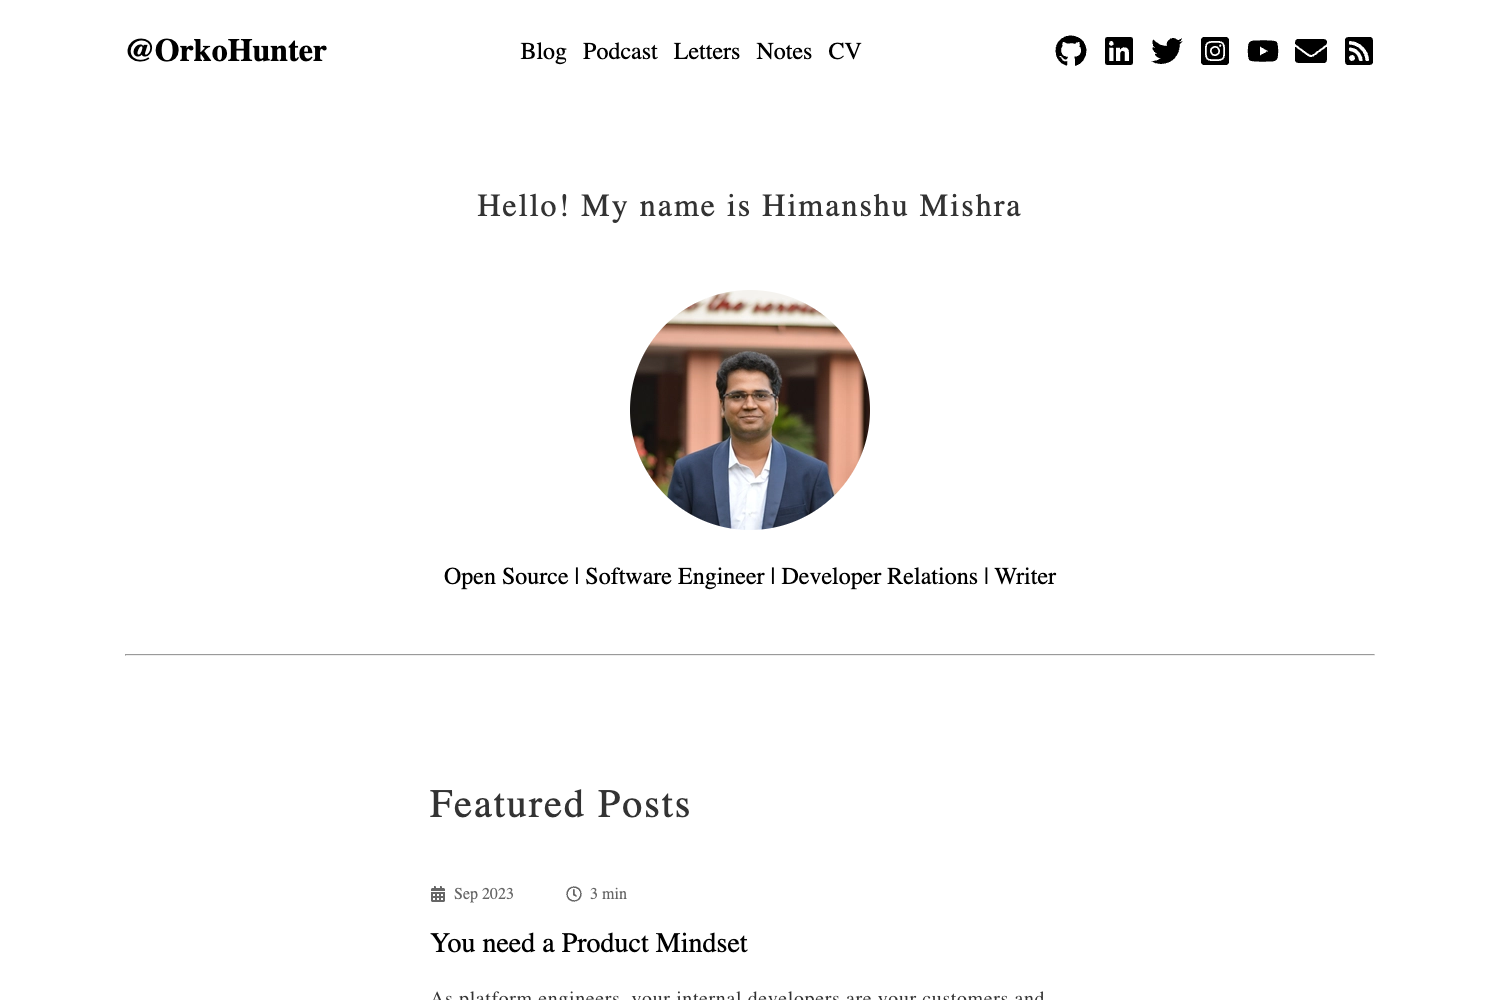 @OrkoHunter
Blog Podcast Letters Notes CV
Hello! My name is Himanshu Mishra
the
Open Source | Software Engineer | Developer Relations | Writer
Featured Posts
Sep 2023 3 min
You need a Product Mindset
As platform engineers, your internal developers are your customers and